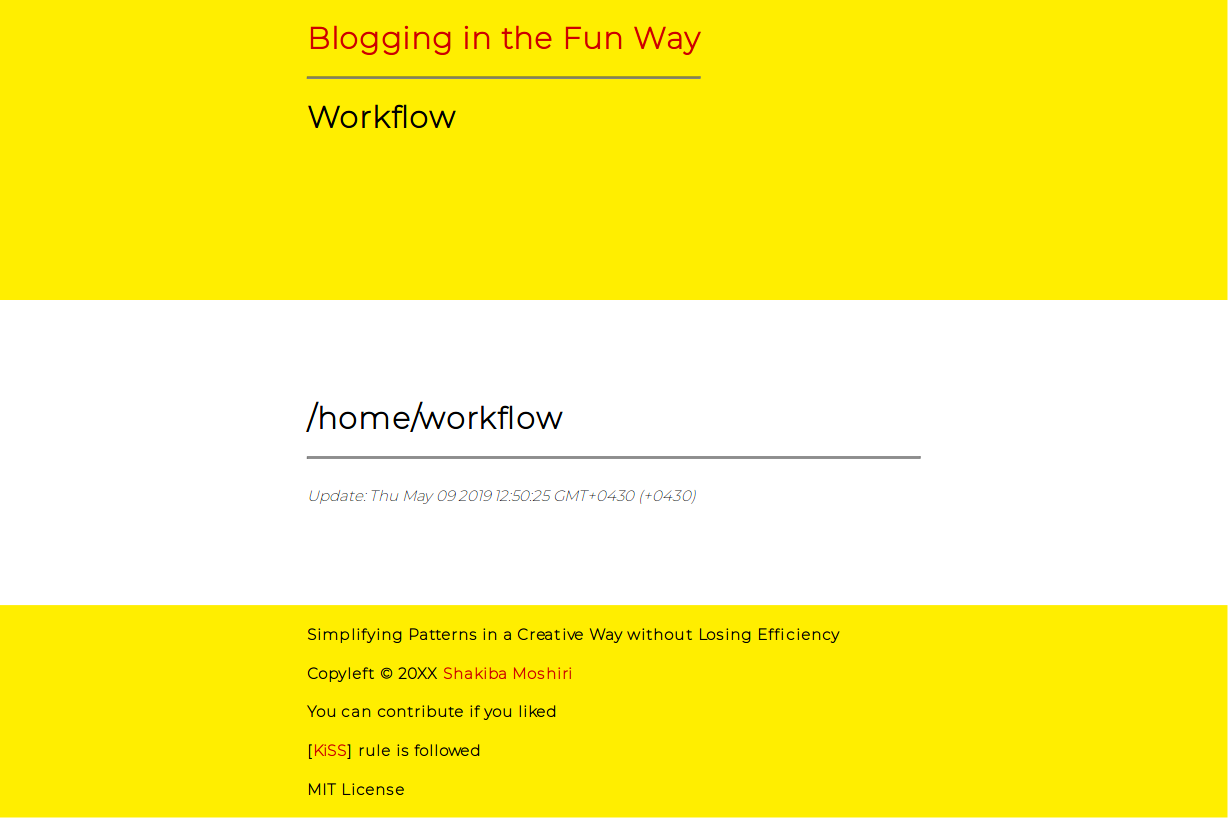 Blogging in the Fun Way
Workflow
/home/workflow
Update: Thu May 09 2019 12:50:25 GMT+0430 (+0430)
Simplifying Patterns in a Creative Way without Losing Efficiency
Copyleft © 20XX Shakiba Moshiri
You can contribute if you liked
[KiSS] rule is followed
MIT License